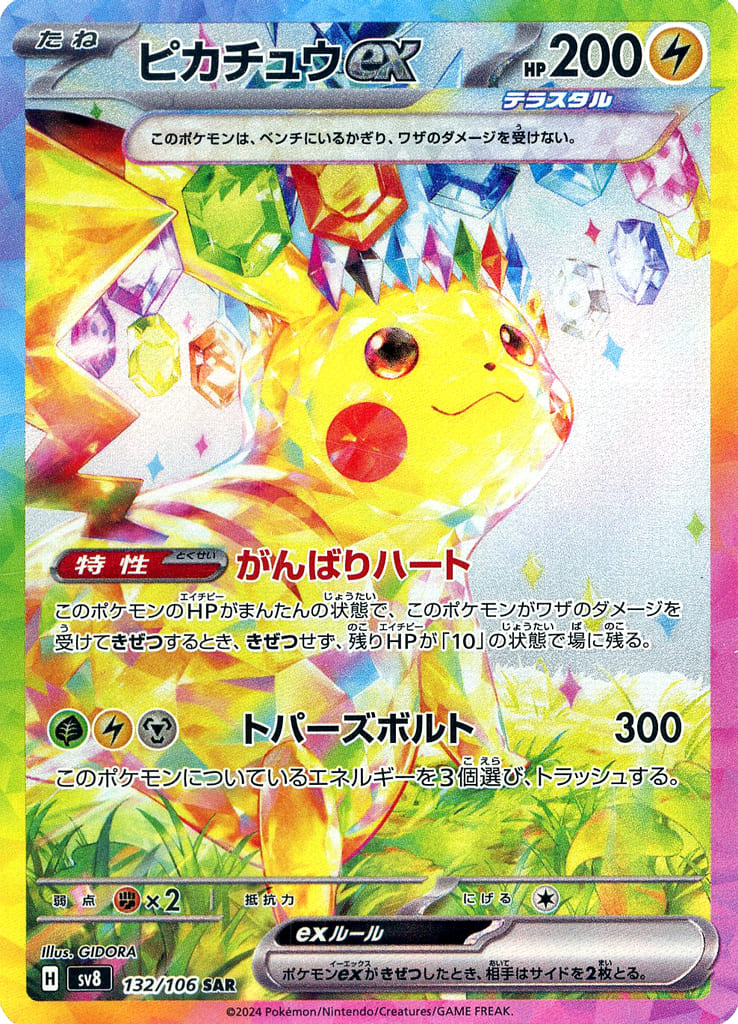 たね ピカチュウex HP200
テラスタル
このポケモンは、ベンチにいるかぎり、ワザのダメージを受けない。
特性 とくせい がんばりハート
このポケモンのHPがまんたんの状態で、このポケモンがワザのダメージを
受けてきぜつするとき、きぜつせず、残りHPが「10」の状態で場に残る。
トパーズボルト 300
このポケモンについているエネルギーを3個選び、トラッシュする。
弱点 ×2 抵抗力 にげる
Illus. GIDORA
exルール
ポケモンexがきぜつしたとき、相手はサイドを2枚とる。
H sv8 132/106 SAR
©2024 Pokémon/Nintendo/Creatures/GAME FREAK.